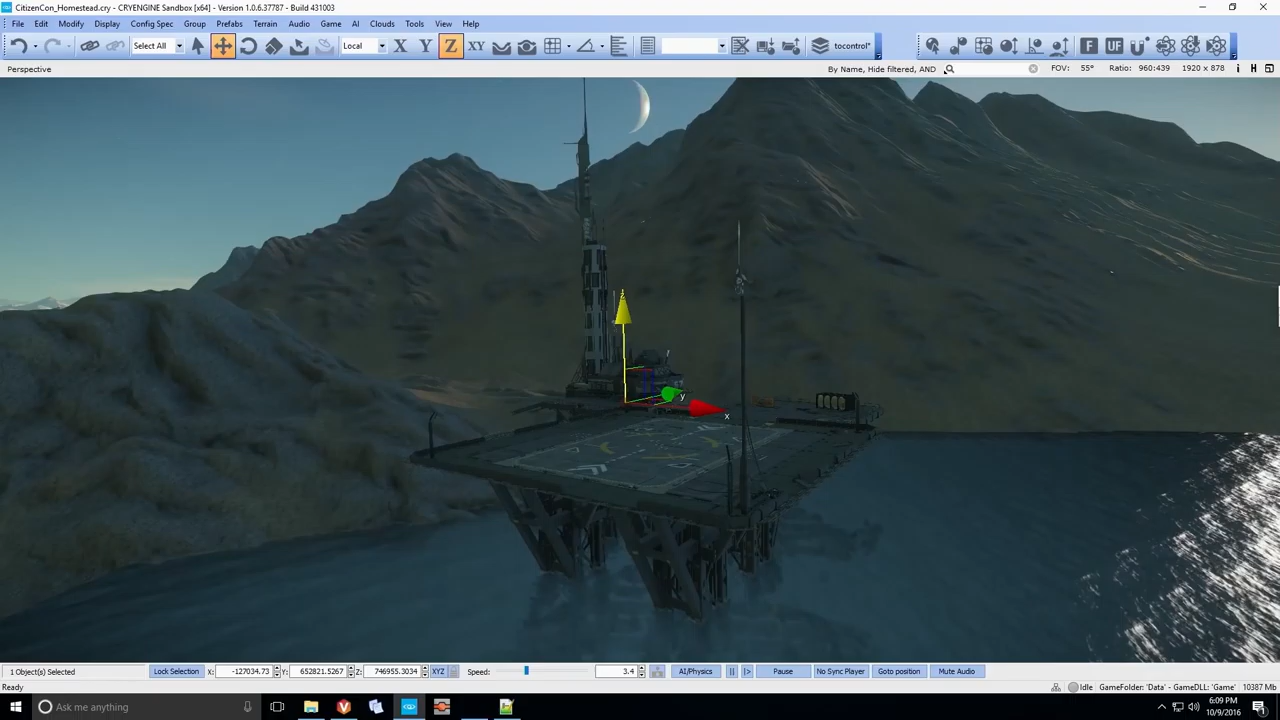 CitizenCon_Homestead.cry - CRYENGINE Sandbox [x64] - Version 1.0.6.37787 - Build 431003
File Edit Modify Display Config Spec Group Prefabs Terrain Audio Game AI Clouds Tools View Help
Select All Local X Y Z XY tocontrol* F UF
Perspective By Name, Hide filtered, AND FOV: 55° Ratio: 960:439 1920 x 878 i H
y
x
1 Object(s) Selected Lock Selection X: -127034.73 Y: 652821.5267 Z: 746955.3034 XYZ Speed: 3.4 AI/Physics Pause No Sync Player Goto position Mute Audio
Ready Idle GameFolder: 'Data' - GameDLL: 'Game' 10387 Mb
Ask me anything 6:09 PM
10/9/2016 1